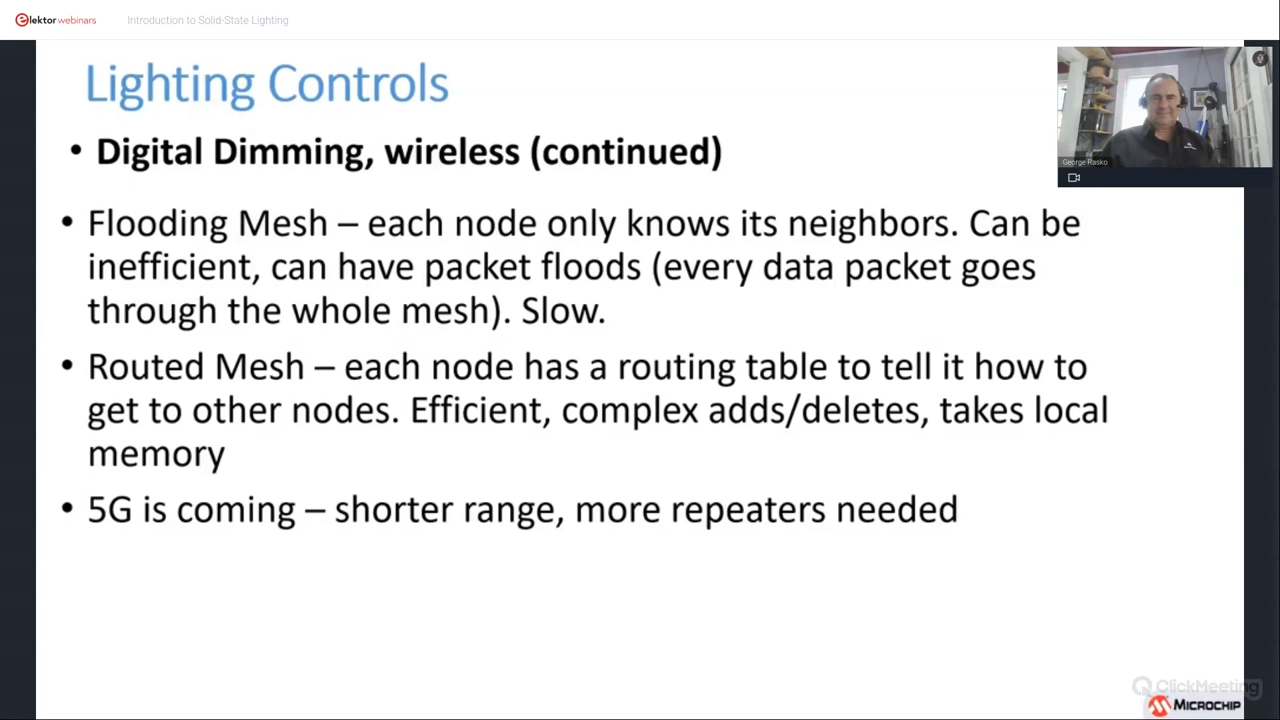 elektor webinars
Introduction to Solid-State Lighting
Lighting Controls
George Rasko
• Digital Dimming, wireless (continued)
• Flooding Mesh – each node only knows its neighbors. Can be
inefficient, can have packet floods (every data packet goes
through the whole mesh). Slow.
• Routed Mesh – each node has a routing table to tell it how to
get to other nodes. Efficient, complex adds/deletes, takes local
memory
• 5G is coming – shorter range, more repeaters needed
ClickMeeting
MICROCHIP